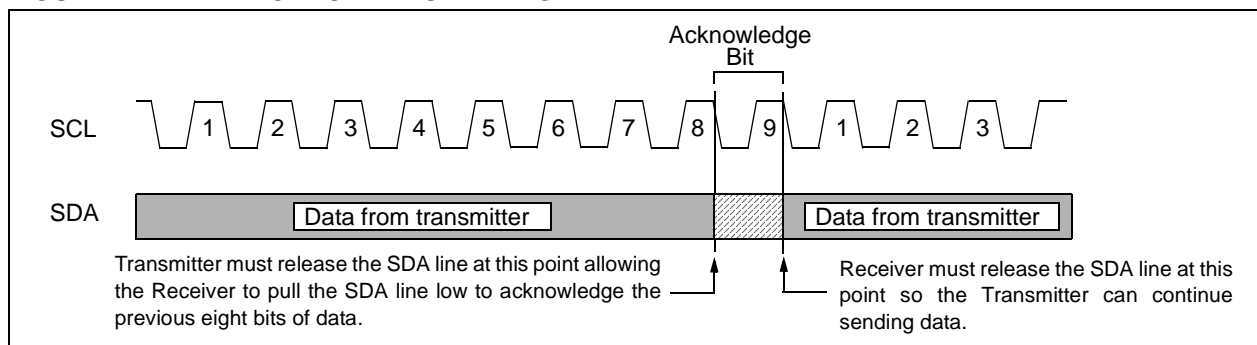 Acknowledge
Bit
SCL
1 2 3 4 5 6 7 8 9 1 2 3
SDA
Data from transmitter
Data from transmitter
Transmitter must release the SDA line at this point allowing
the Receiver to pull the SDA line low to acknowledge the
previous eight bits of data.
Receiver must release the SDA line at this
point so the Transmitter can continue
sending data.